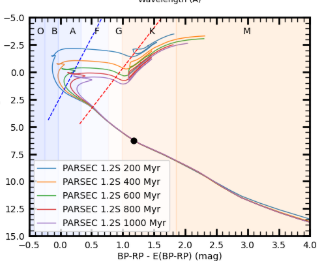 Wavelength (Å)
−5.0
O B A F G K M
−2.5
0.0
2.5
5.0
7.5
10.0
12.5
15.0
PARSEC 1.2S 200 Myr
PARSEC 1.2S 400 Myr
PARSEC 1.2S 600 Myr
PARSEC 1.2S 800 Myr
PARSEC 1.2S 1000 Myr
−0.5 0.0 0.5 1.0 1.5 2.0 2.5 3.0 3.5 4.0
BP-RP - E(BP-RP) (mag)